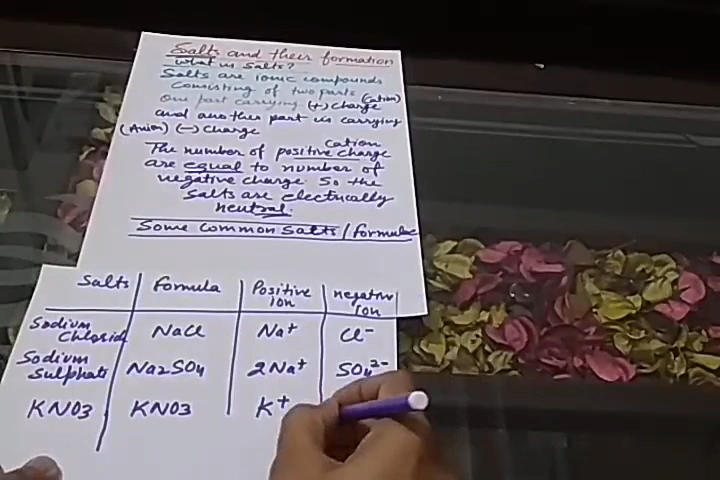 Salts and their formation
what is salts?
Salts are ionic compounds
consisting of two parts
one part carrying (+) charge (Cation)
and another part is carrying
(Anion) (-) charge
cation
The number of positive charge
are equal to number of
negative charge. So the
salts are electrically
neutral.
Some Common Salts/formulae
Salts Formula Positive Ion negative Ion
Sodium Chloride NaCl Na⁺ Cl⁻
Sodium Sulphate Na2SO4 2Na⁺ SO4²⁻
KNO3 KNO3 K⁺